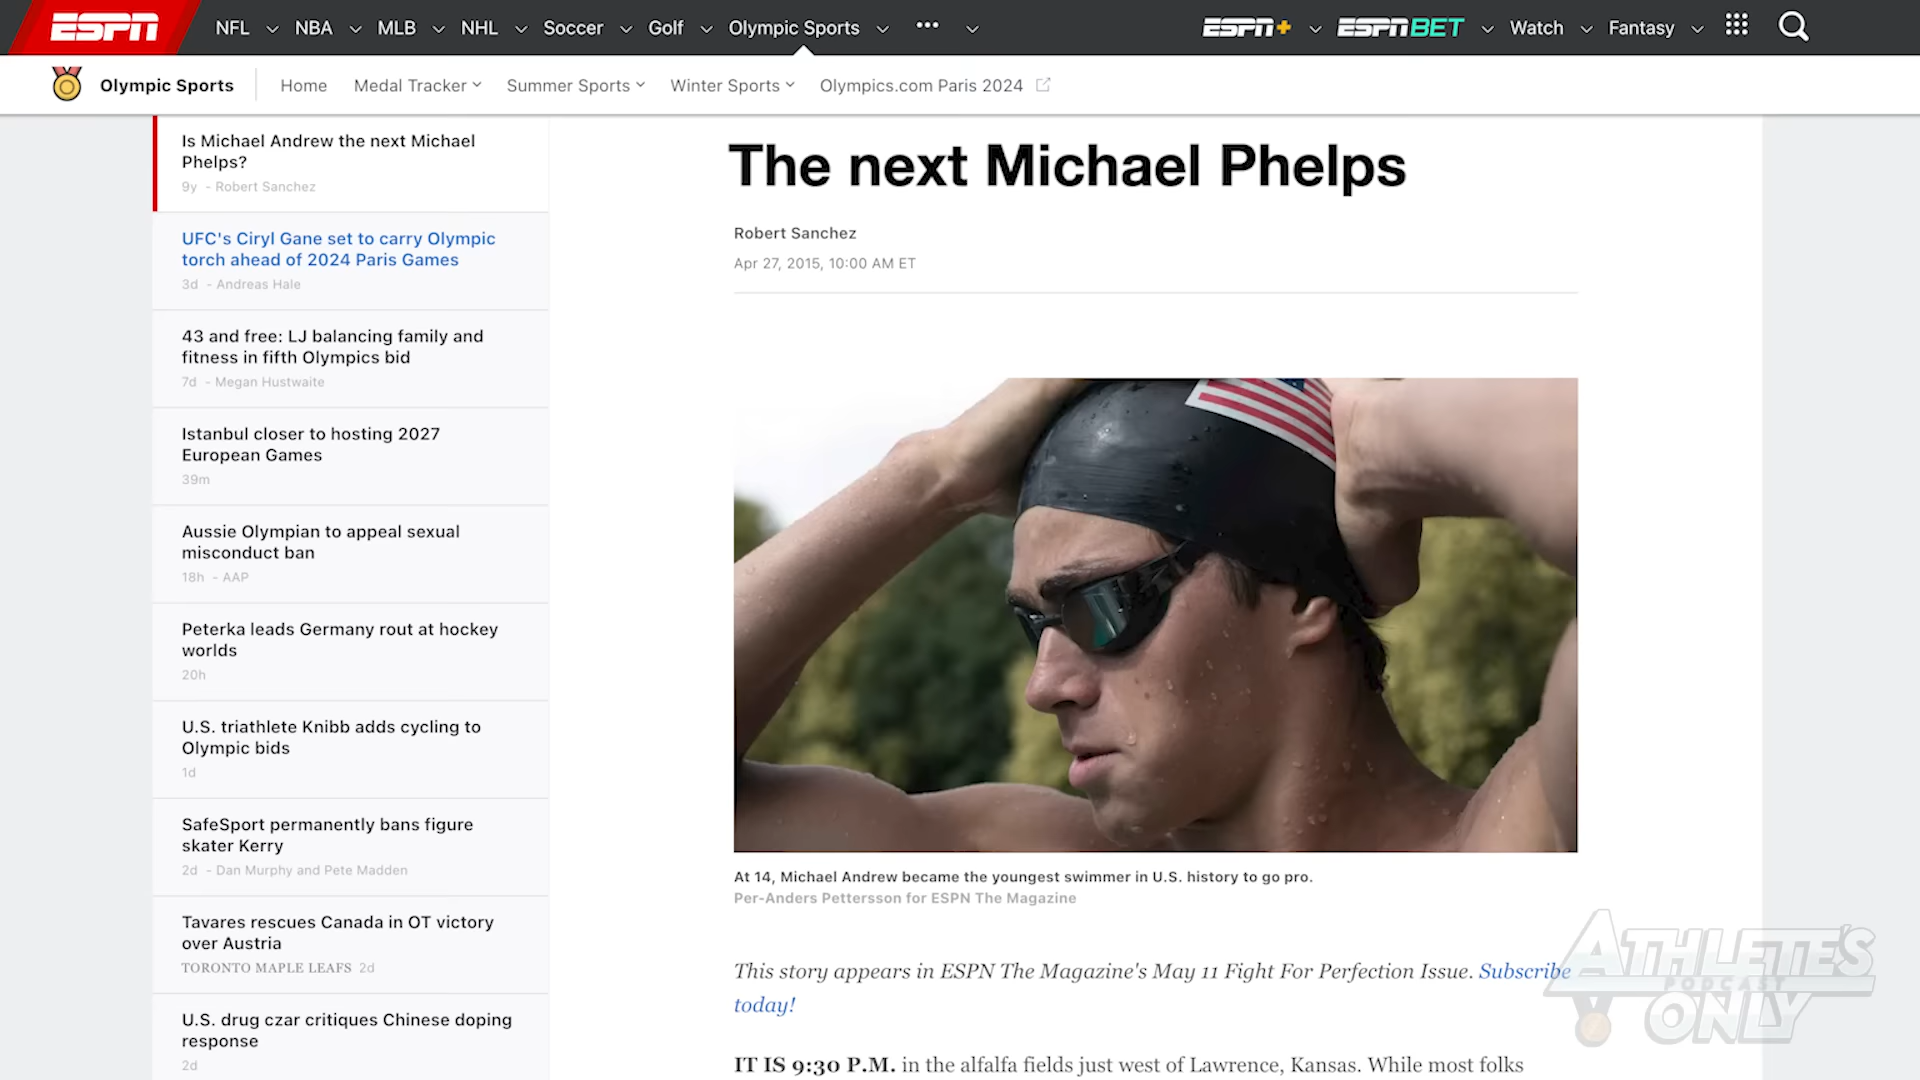 ESPN NFL NBA MLB NHL Soccer Golf Olympic Sports ••• ESPN+ ESPN BET Watch Fantasy
Olympic Sports Home Medal Tracker Summer Sports Winter Sports Olympics.com Paris 2024
Is Michael Andrew the next Michael
Phelps?
9y - Robert Sanchez
UFC's Ciryl Gane set to carry Olympic
torch ahead of 2024 Paris Games
3d - Andreas Hale
43 and free: LJ balancing family and
fitness in fifth Olympics bid
7d - Megan Hustwaite
Istanbul closer to hosting 2027
European Games
39m
Aussie Olympian to appeal sexual
misconduct ban
18h - AAP
Peterka leads Germany rout at hockey
worlds
20h
U.S. triathlete Knibb adds cycling to
Olympic bids
1d
SafeSport permanently bans figure
skater Kerry
2d - Dan Murphy and Pete Madden
Tavares rescues Canada in OT victory
over Austria
TORONTO MAPLE LEAFS 2d
U.S. drug czar critiques Chinese doping
response
2d
The next Michael Phelps
Robert Sanchez
Apr 27, 2015, 10:00 AM ET
At 14, Michael Andrew became the youngest swimmer in U.S. history to go pro.
Per-Anders Pettersson for ESPN The Magazine
This story appears in ESPN The Magazine's May 11 Fight For Perfection Issue. Subscribe
today!
IT IS 9:30 P.M. in the alfalfa fields just west of Lawrence, Kansas. While most folks
ATHLETE'S
PODCAST
ONLY